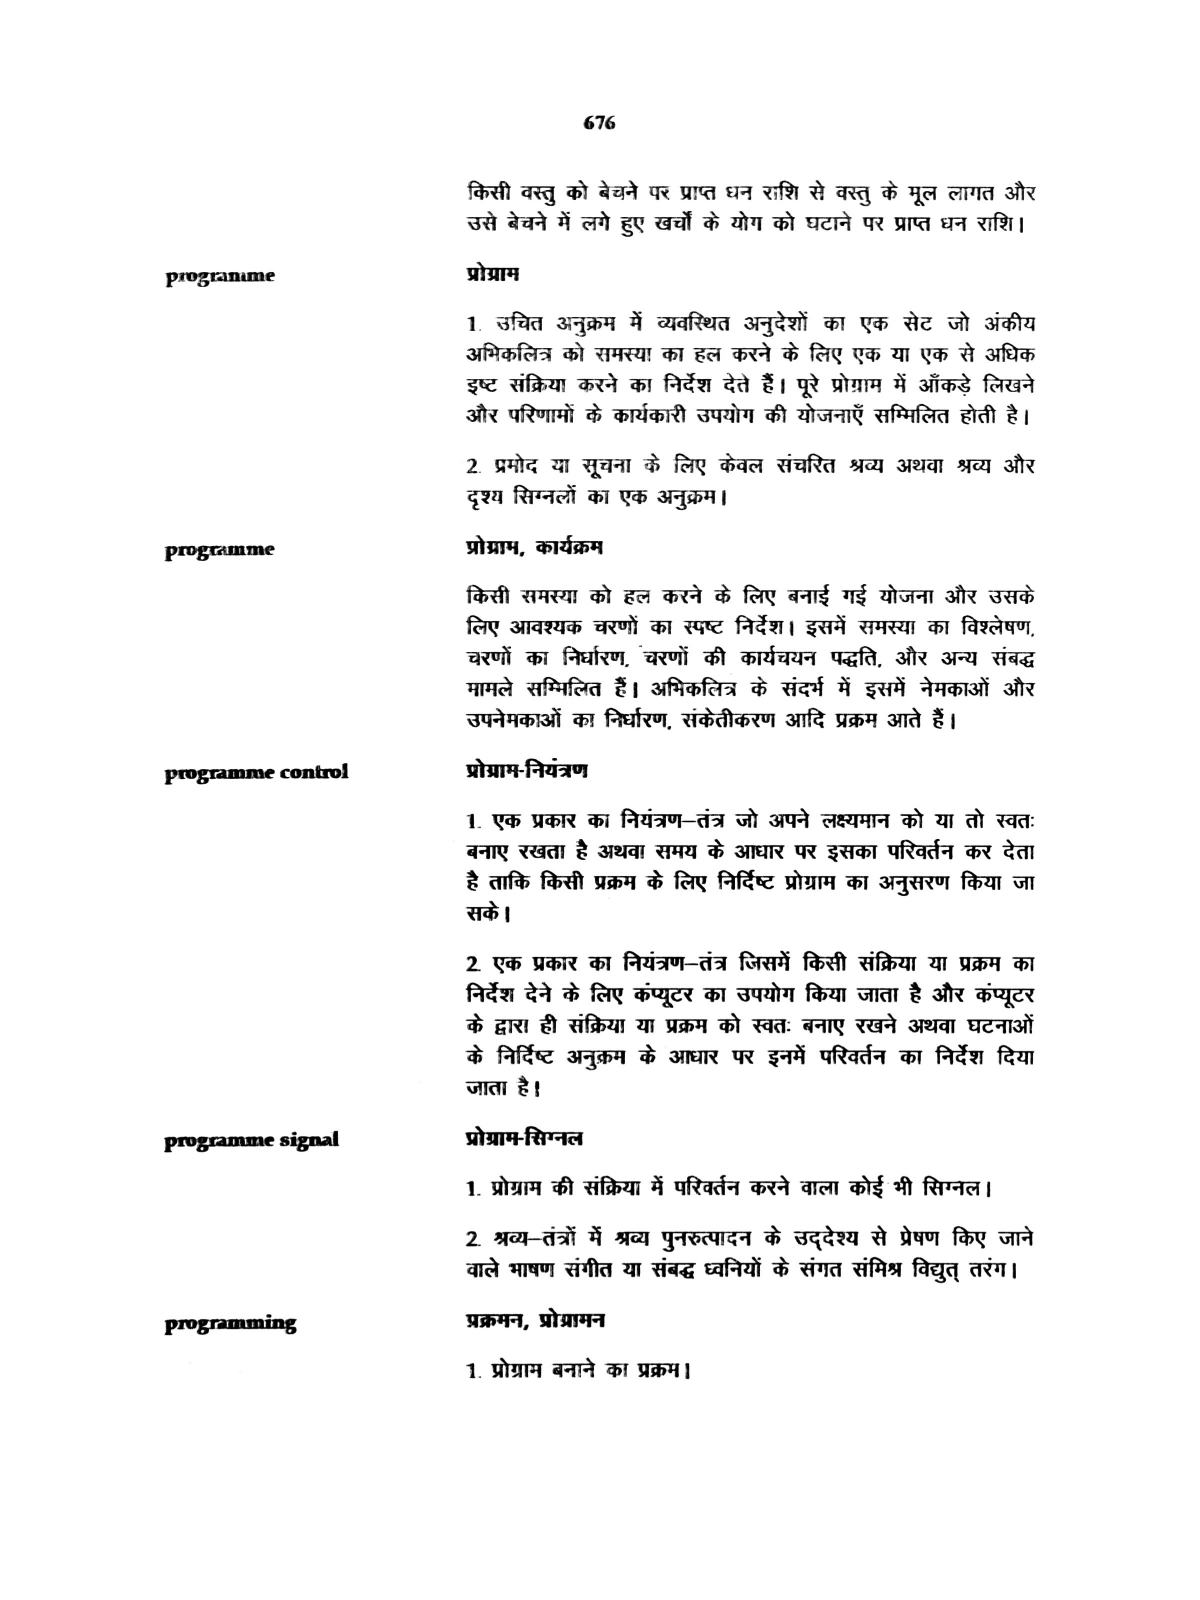 676
किसी वस्तु को बेचने पर प्राप्त धन राशि से वस्तु के मूल लागत और
उसे बेचने में लगे हुए खर्चों के योग को घटाने पर प्राप्त धन राशि।
programme प्रोग्राम
1. उचित अनुक्रम में व्यवस्थित अनुदेशों का एक सेट जो अंकीय
अभिकलित्र को समस्या का हल करने के लिए एक या एक से अधिक
इष्ट संक्रिया करने का निर्देश देते हैं। पूरे प्रोग्राम में आँकड़े लिखने
और परिणामों के कार्यकारी उपयोग की योजनाएँ सम्मिलित होती है।
2. प्रमोद या सूचना के लिए केवल संचरित श्रव्य अथवा श्रव्य और
दृश्य सिग्नलों का एक अनुक्रम।
programme प्रोग्राम, कार्यक्रम
किसी समस्या को हल करने के लिए बनाई गई योजना और उसके
लिए आवश्यक चरणों का स्पष्ट निर्देश। इसमें समस्या का विश्लेषण,
चरणों का निर्धारण, चरणों की कार्यचयन पद्धति, और अन्य संबद्ध
मामले सम्मिलित हैं। अभिकलित्र के संदर्भ में इसमें नेमकाओं और
उपनेमकाओं का निर्धारण, संकेतीकरण आदि प्रक्रम आते हैं।
programme control प्रोग्राम-नियंत्रण
1. एक प्रकार का नियंत्रण–तंत्र जो अपने लक्ष्यमान को या तो स्वतः
बनाए रखता है अथवा समय के आधार पर इसका परिवर्तन कर देता
है ताकि किसी प्रक्रम के लिए निर्दिष्ट प्रोग्राम का अनुसरण किया जा
सके।
2. एक प्रकार का नियंत्रण–तंत्र जिसमें किसी संक्रिया या प्रक्रम का
निर्देश देने के लिए कंप्यूटर का उपयोग किया जाता है और कंप्यूटर
के द्वारा ही संक्रिया या प्रक्रम को स्वतः बनाए रखने अथवा घटनाओं
के निर्दिष्ट अनुक्रम के आधार पर इनमें परिवर्तन का निर्देश दिया
जाता है।
programme signal प्रोग्राम-सिग्नल
1. प्रोग्राम की संक्रिया में परिवर्तन करने वाला कोई भी सिग्नल।
2. श्रव्य–तंत्रों में श्रव्य पुनरुत्पादन के उद्देश्य से प्रेषण किए जाने
वाले भाषण संगीत या संबद्ध ध्वनियों के संगत संमिश्र विद्युत् तरंग।
programming प्रक्रमन, प्रोग्रामन
1. प्रोग्राम बनाने का प्रक्रम।